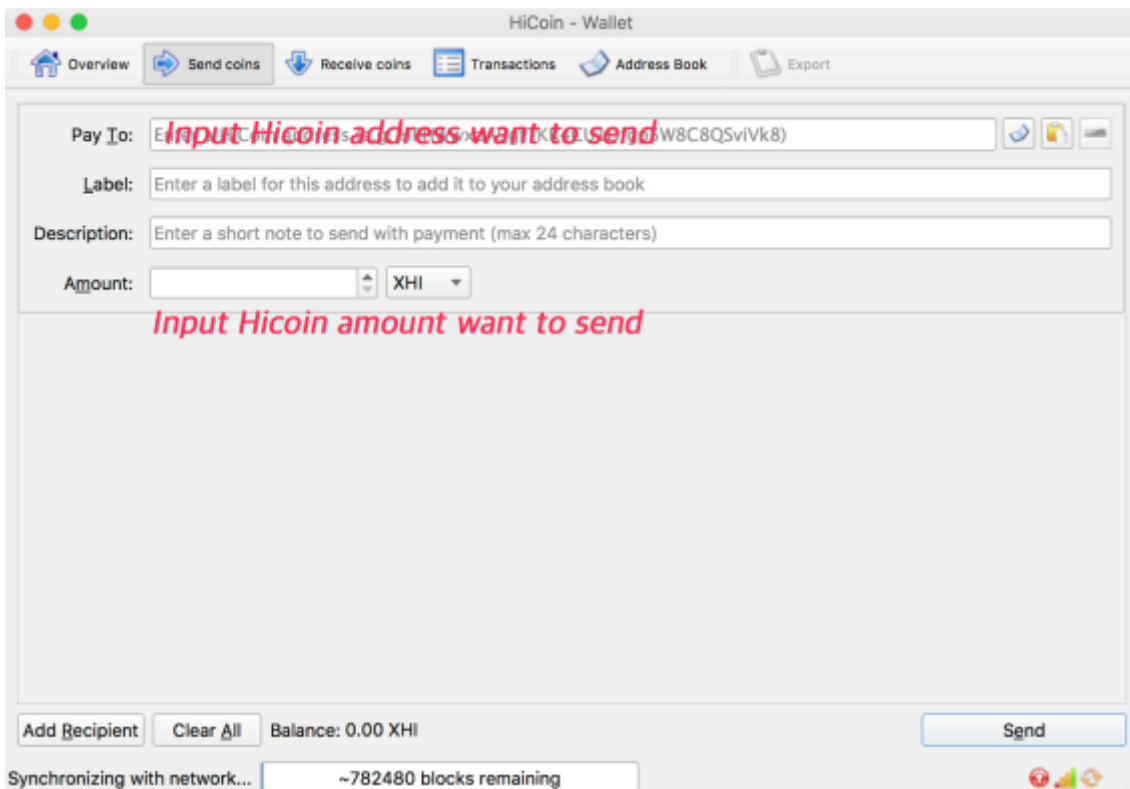 HiCoin - Wallet
Overview Send coins Receive coins Transactions Address Book Export
Pay To: Input Hicoin address want to send W8C8QSviVk8)
Label: Enter a label for this address to add it to your address book
Description: Enter a short note to send with payment (max 24 characters)
Amount: XHI
Input Hicoin amount want to send
Add Recipient Clear All Balance: 0.00 XHI Send
Synchronizing with network... ~782480 blocks remaining